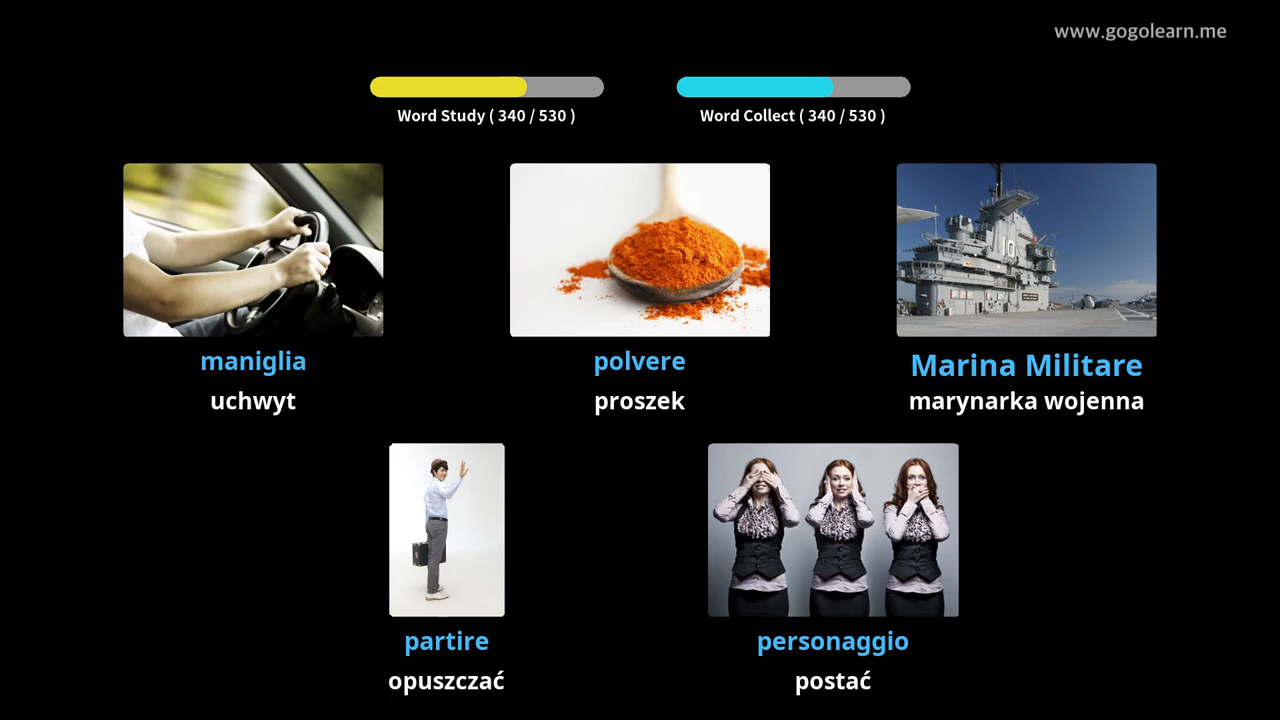 www.gogolearn.me
Word Study ( 340 / 530 )
Word Collect ( 340 / 530 )
10
maniglia
polvere
Marina Militare
uchwyt
proszek
marynarka wojenna
partire
personaggio
opuszczać
postać